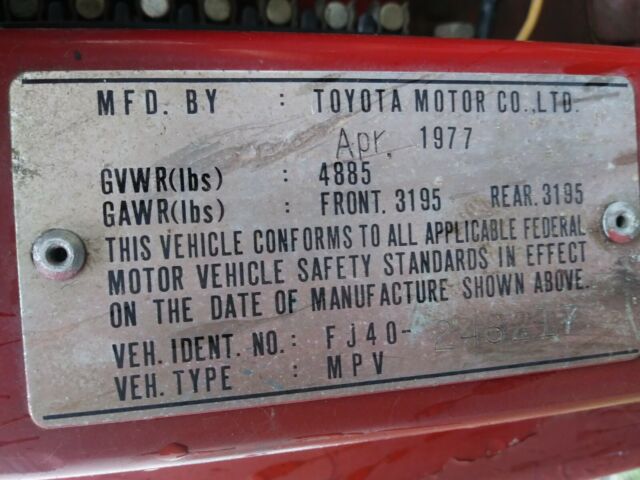 MFD. BY : TOYOTA MOTOR CO.,LTD.
Apr. 1977
GVWR(lbs) : 4885
GAWR(lbs) : FRONT. 3195 REAR. 3195
THIS VEHICLE CONFORMS TO ALL APPLICABLE FEDERAL
MOTOR VEHICLE SAFETY STANDARDS IN EFFECT
ON THE DATE OF MANUFACTURE SHOWN ABOVE.
VEH. IDENT. NO.: FJ40-243217
VEH. TYPE : MPV